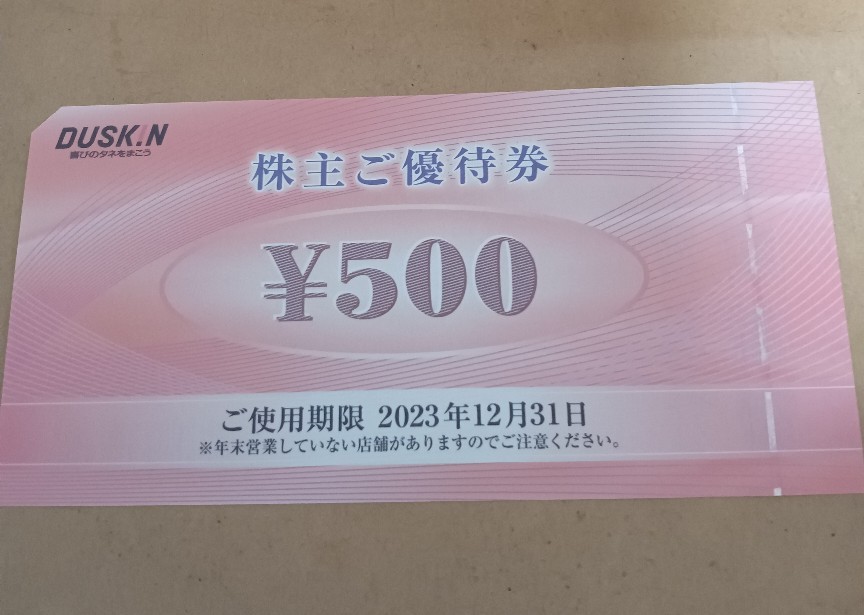 DUSKIN
喜びのタネをまこう
株主ご優待券
¥500
ご使用期限 2023年12月31日
※年末営業していない店舗がありますのでご注意ください。